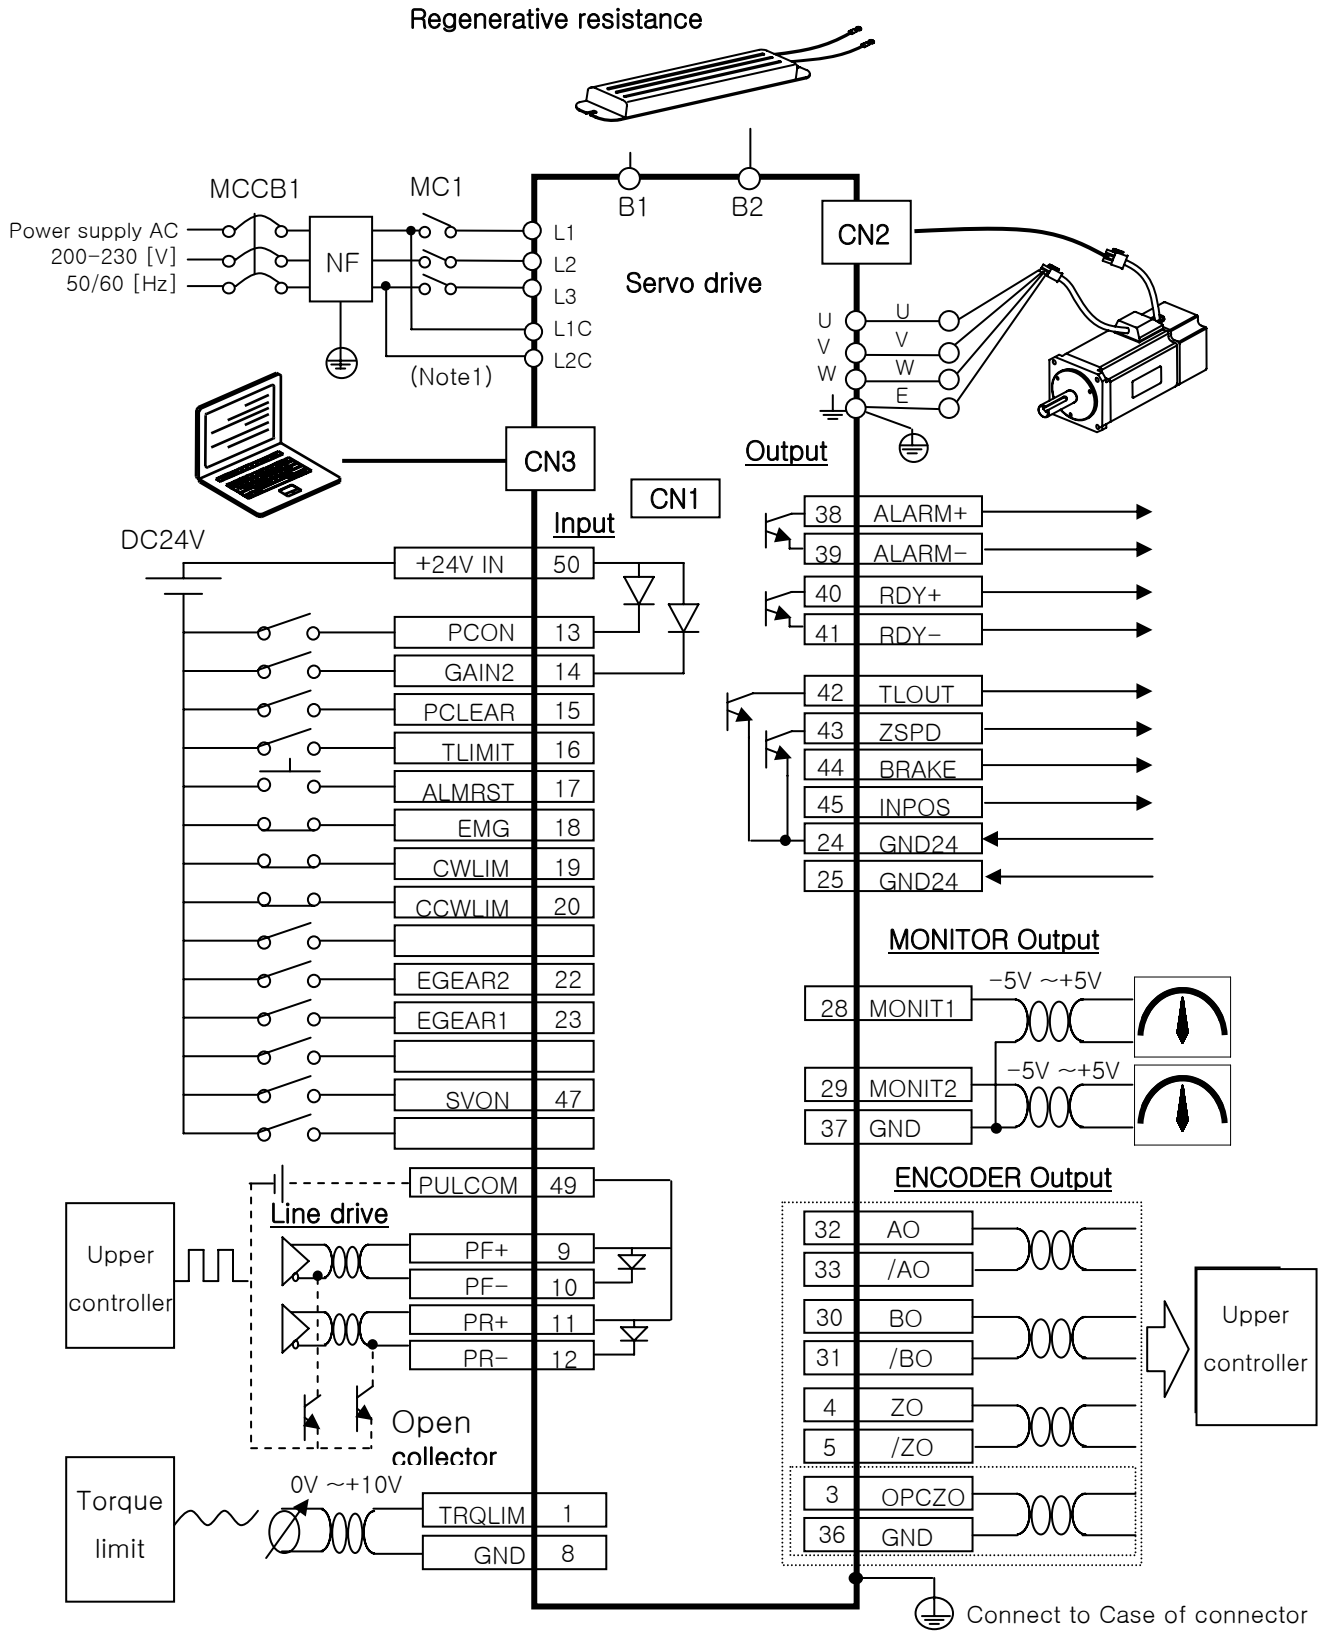 Regenerative resistance
MCCB1
MC1
B1
B2
Power supply AC
200-230 [V]
50/60 [Hz]
NF
L1
L2
L3
L1C
L2C
(Note1)
Servo drive
CN2
U
V
W
U
V
W
E
CN3
CN1
Output
Input
DC24V
+24V IN 50
PCON 13
GAIN2 14
PCLEAR 15
TLIMIT 16
ALMRST 17
EMG 18
CWLIM 19
CCWLIM 20
EGEAR2 22
EGEAR1 23
SVON 47
38 ALARM+
39 ALARM-
40 RDY+
41 RDY-
42 TLOUT
43 ZSPD
44 BRAKE
45 INPOS
24 GND24
25 GND24
MONITOR Output
-5V ~+5V
28 MONIT1
-5V ~+5V
29 MONIT2
37 GND
PULCOM 49
Line drive
Upper
controller
PF+ 9
PF- 10
PR+ 11
PR- 12
Open
collector
Torque
limit
0V ~+10V
TRQLIM 1
GND 8
ENCODER Output
32 AO
33 /AO
30 BO
31 /BO
4 ZO
5 /ZO
3 OPCZO
36 GND
Upper
controller
Connect to Case of connector